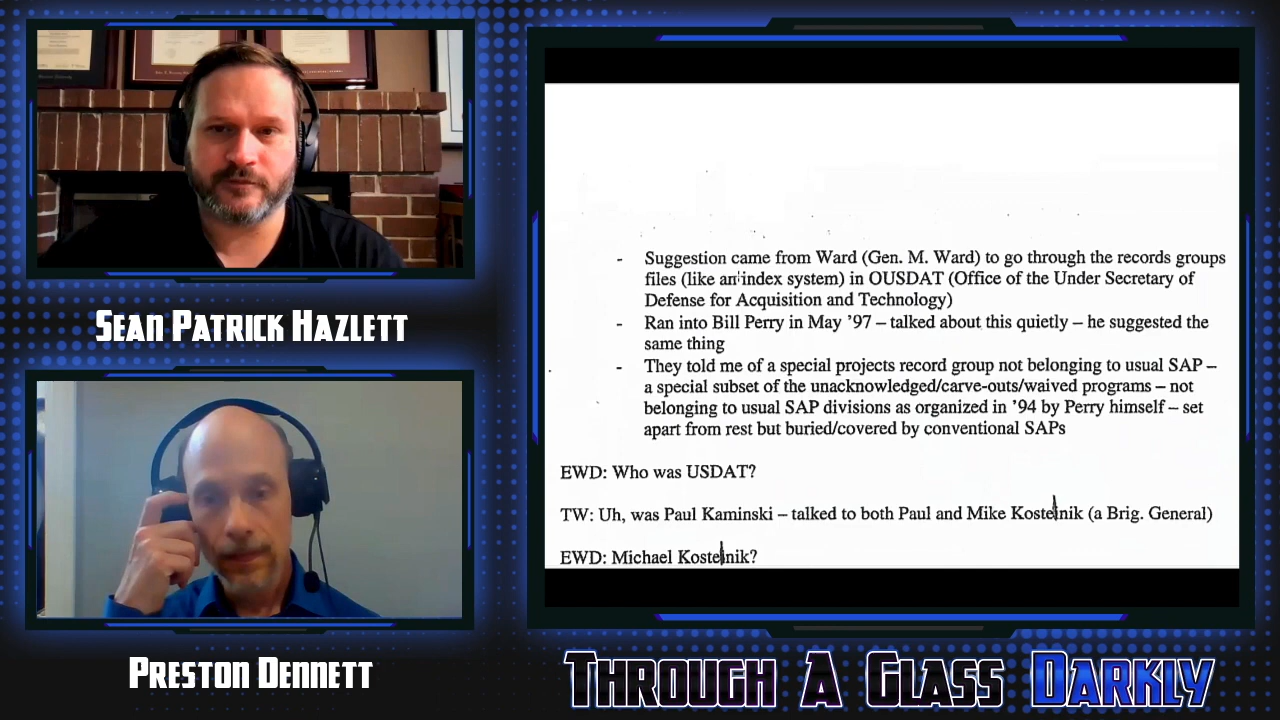 Sean Patrick Hazlett
Preston Dennett
- Suggestion came from Ward (Gen. M. Ward) to go through the records groups
files (like an index system) in OUSDAT (Office of the Under Secretary of
Defense for Acquisition and Technology)
- Ran into Bill Perry in May ’97 – talked about this quietly – he suggested the
same thing
- They told me of a special projects record group not belonging to usual SAP –
a special subset of the unacknowledged/carve-outs/waived programs – not
belonging to usual SAP divisions as organized in ’94 by Perry himself – set
apart from rest but buried/covered by conventional SAPs
EWD: Who was USDAT?
TW: Uh, was Paul Kaminski – talked to both Paul and Mike Kostelnik (a Brig. General)
EWD: Michael Kostelnik?
Through A Glass Darkly